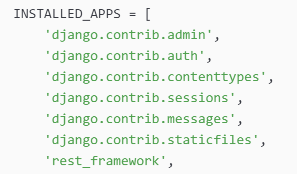 INSTALLED_APPS = [
    'django.contrib.admin',
    'django.contrib.auth',
    'django.contrib.contenttypes',
    'django.contrib.sessions',
    'django.contrib.messages',
    'django.contrib.staticfiles',
    'rest_framework',